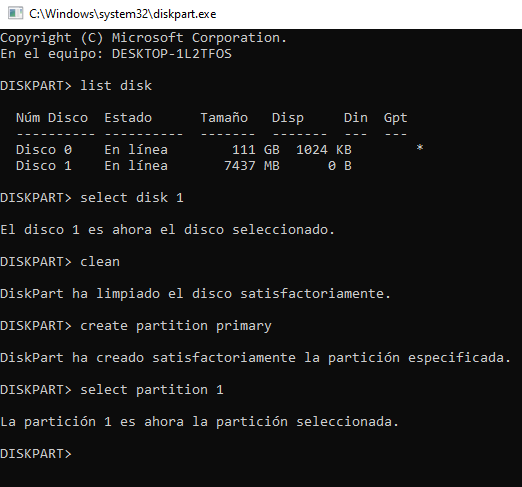 C:\Windows\system32\diskpart.exe
Copyright (C) Microsoft Corporation.
En el equipo: DESKTOP-1L2TFOS
DISKPART> list disk
Núm Disco  Estado      Tamaño   Disp     Din  Gpt
---------- ----------  -------  -------  ---  ---
Disco 0    En línea        111 GB  1024 KB        *
Disco 1    En línea       7437 MB      0 B
DISKPART> select disk 1
El disco 1 es ahora el disco seleccionado.
DISKPART> clean
DiskPart ha limpiado el disco satisfactoriamente.
DISKPART> create partition primary
DiskPart ha creado satisfactoriamente la partición especificada.
DISKPART> select partition 1
La partición 1 es ahora la partición seleccionada.
DISKPART>